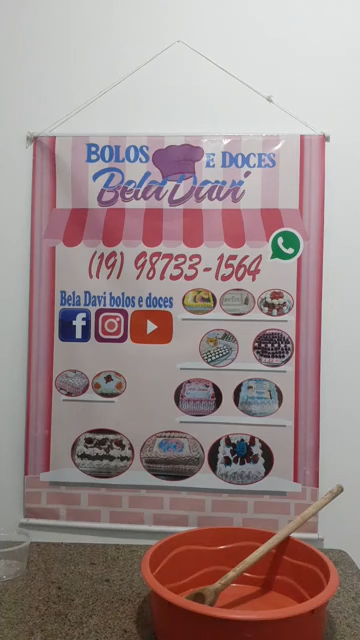 BOLOS E DOCES
Bela Davi
(19) 98733-1564
Bela Davi bolos e doces